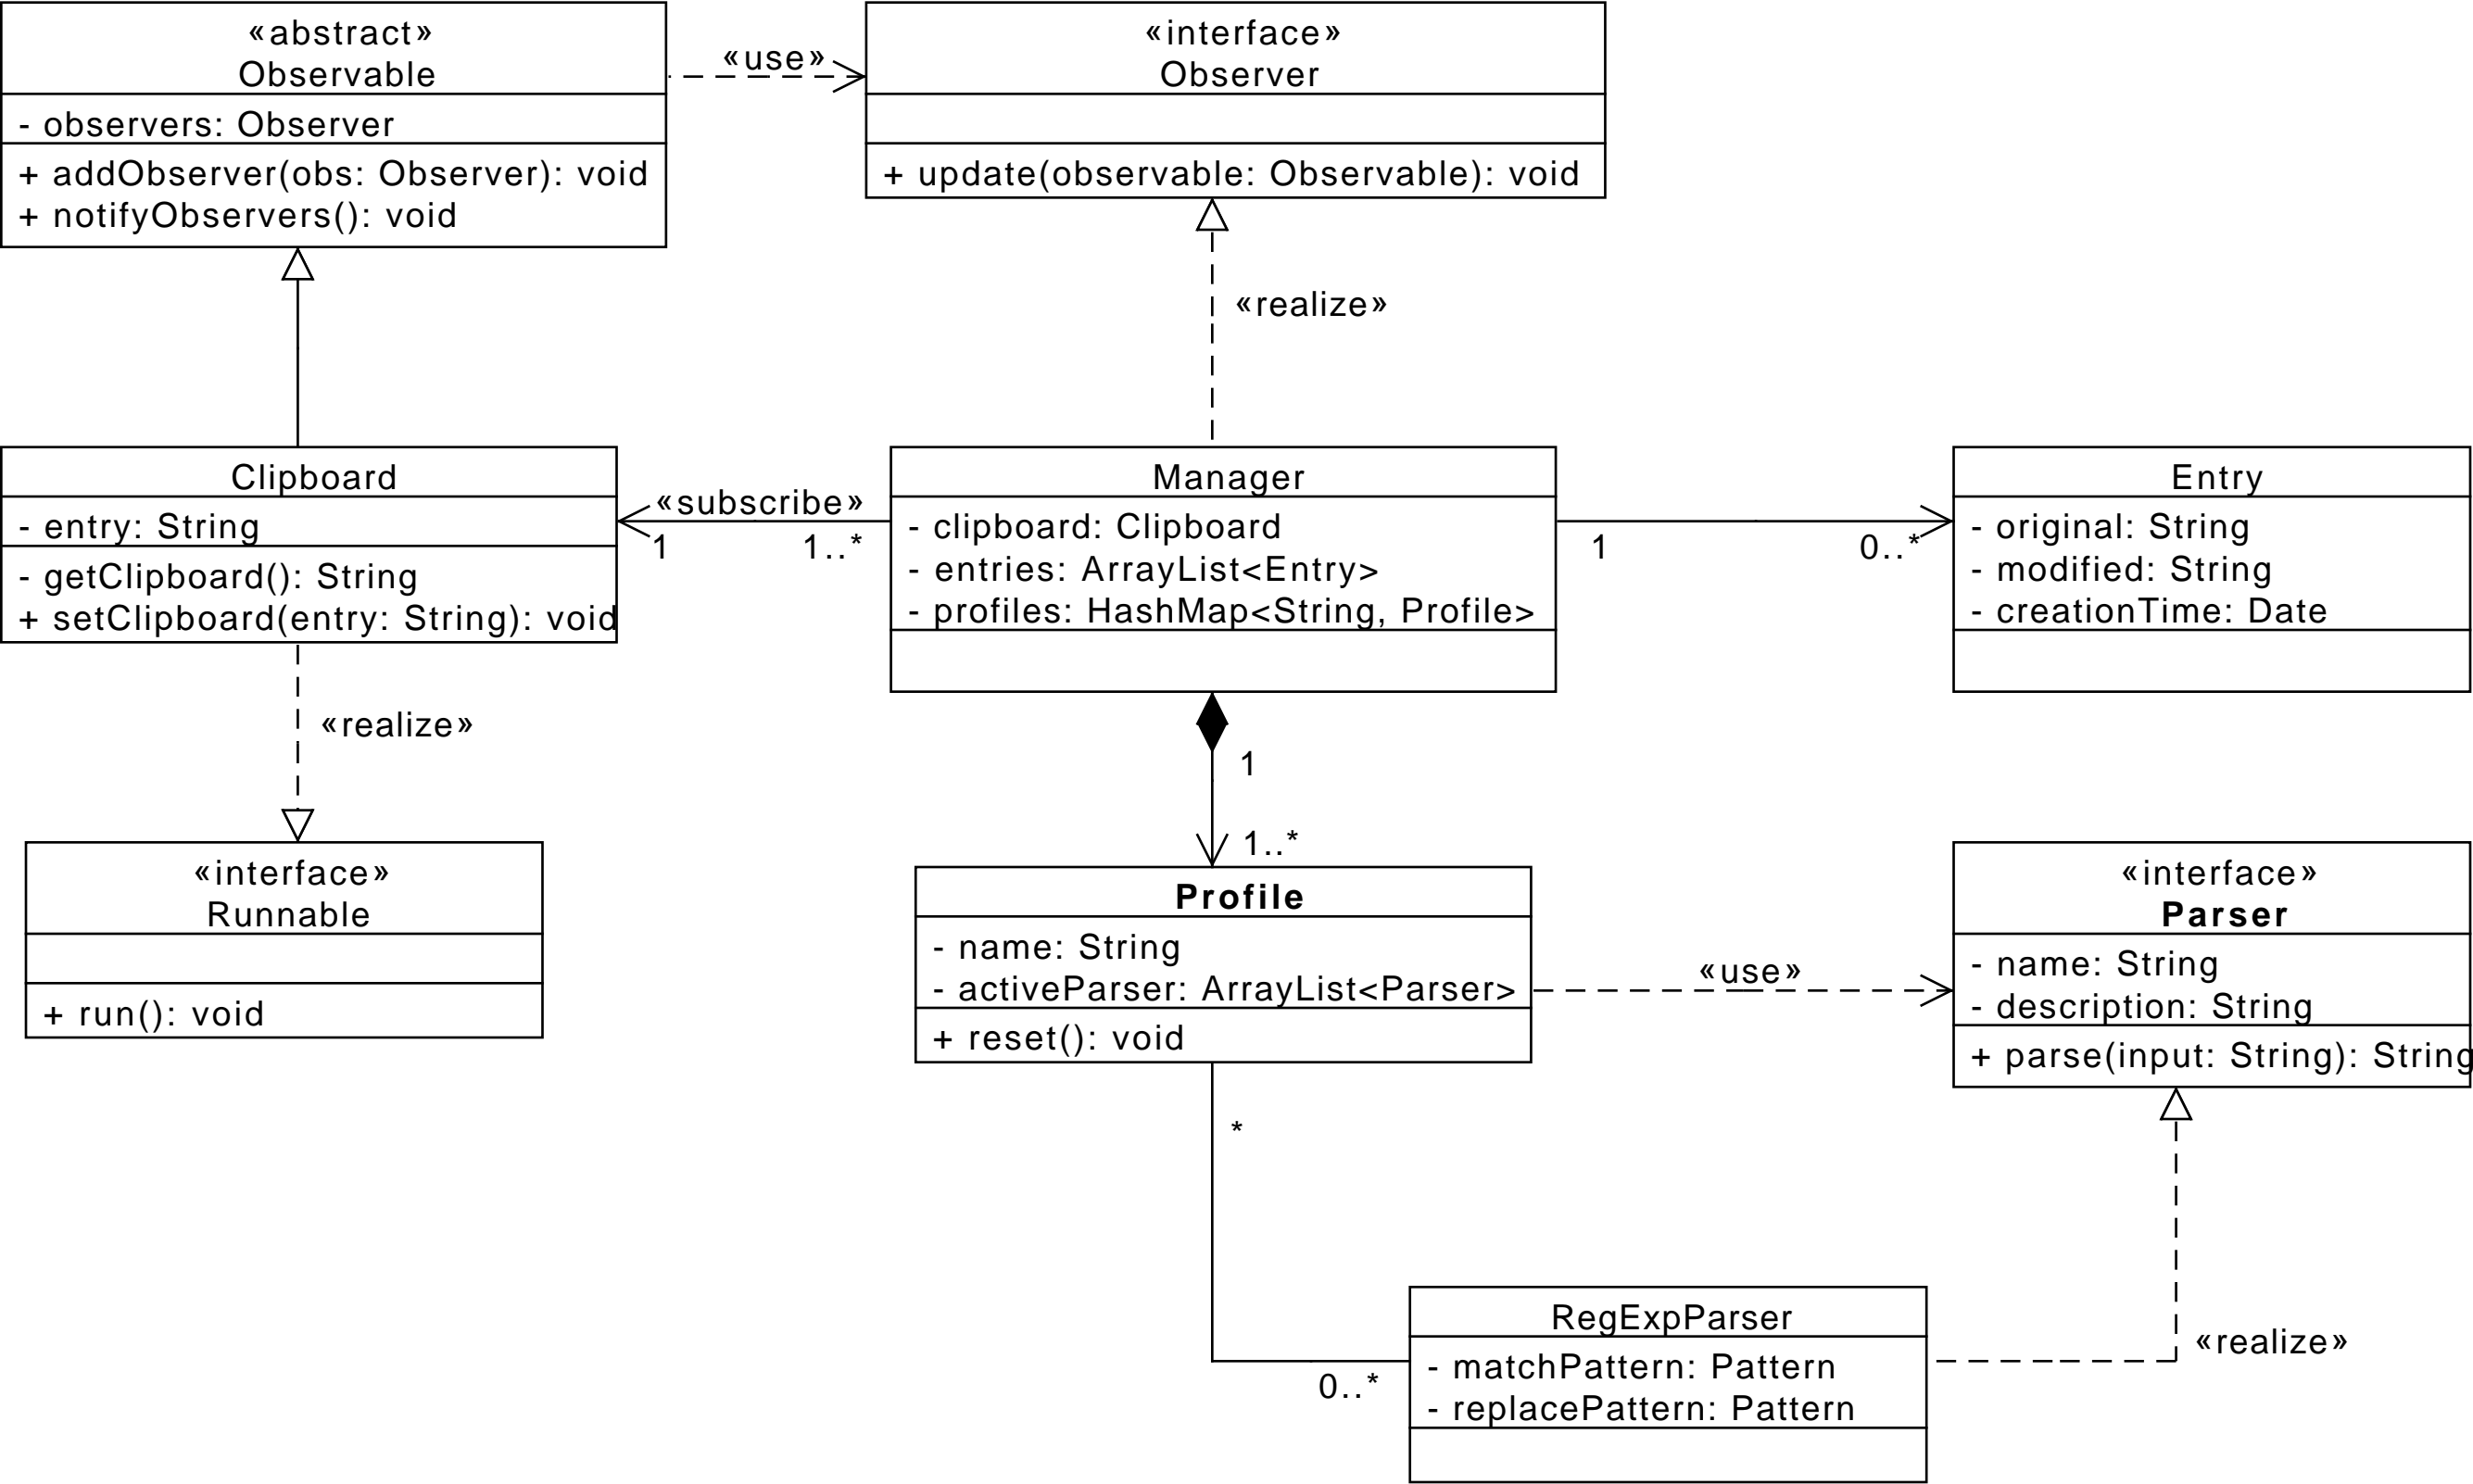 «abstract»
Observable
- observers: Observer
+ addObserver(obs: Observer): void
+ notifyObservers(): void
«use»
«interface»
Observer
+ update(observable: Observable): void
«realize»
Clipboard
- entry: String
- getClipboard(): String
+ setClipboard(entry: String): void
«subscribe»
1
1..*
Manager
- clipboard: Clipboard
- entries: ArrayList<Entry>
- profiles: HashMap<String, Profile>
1
0..*
Entry
- original: String
- modified: String
- creationTime: Date
«realize»
1
1..*
«interface»
Runnable
+ run(): void
Profile
- name: String
- activeParser: ArrayList<Parser>
+ reset(): void
«use»
«interface»
Parser
- name: String
- description: String
+ parse(input: String): String
*
0..*
RegExpParser
- matchPattern: Pattern
- replacePattern: Pattern
«realize»